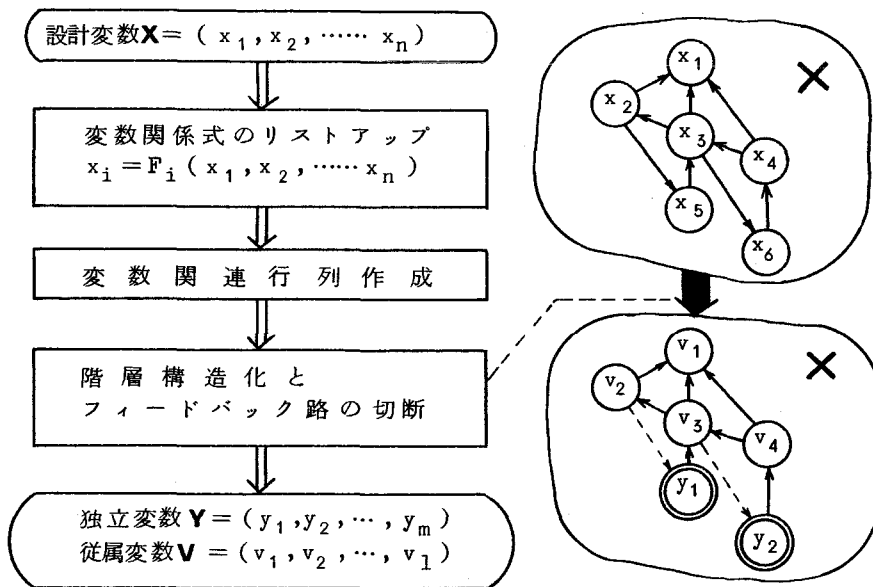 設計変数X＝( x1 , x2 , …… xn )
変数関係式のリストアップ
xi＝Fi ( x1 , x2 , …… xn )
変数関連行列作成
階層構造化と
フィードバック路の切断
独立変数Y＝(y1,y2,…, ym)
従属変数V＝(v1,v2,…, vl)
X
x1
x2
x3
x4
x5
x6
X
v1
v2
v3
v4
y1
y2